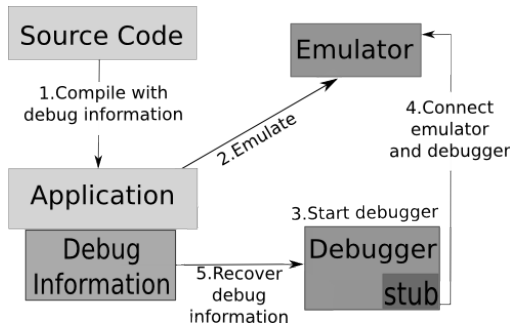 Source Code
Emulator
1.Compile with
debug information
2.Emulate
4.Connect
emulator
and debugger
Application
3.Start debugger
Debug
Information
Debugger
stub
5.Recover
debug
information